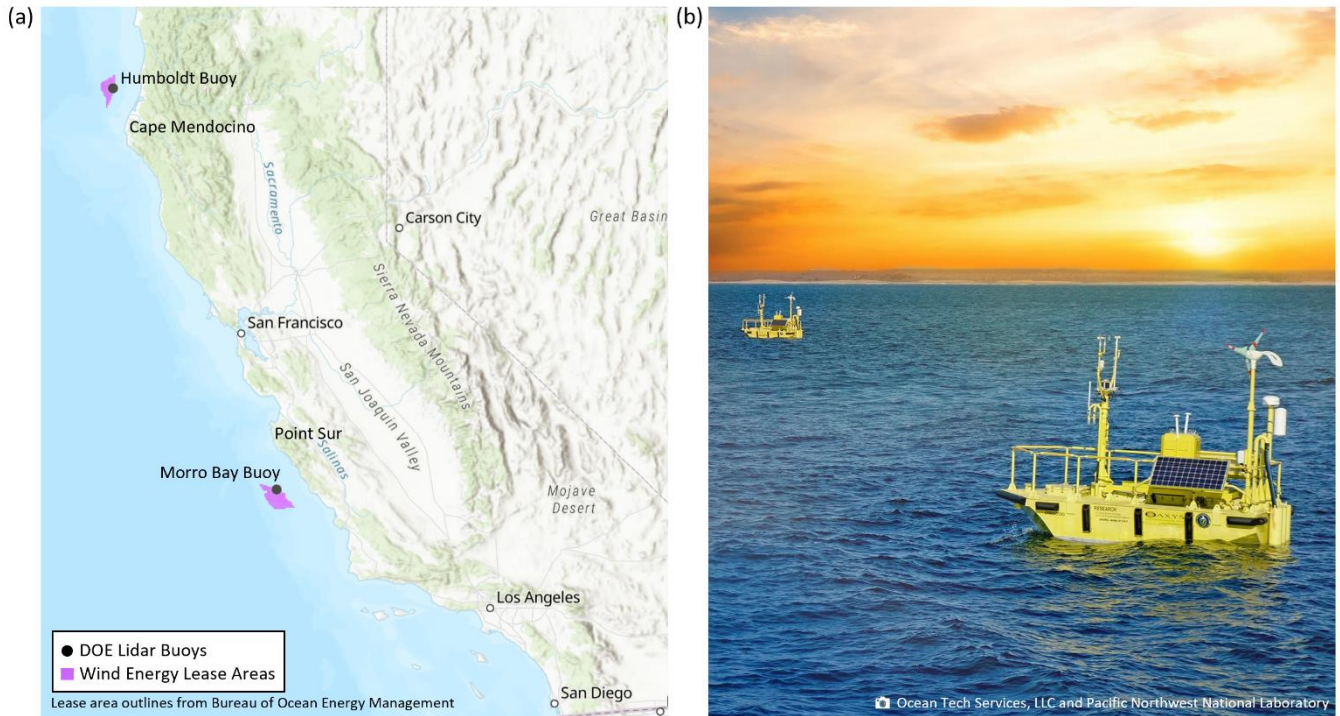 (a)
Humboldt Buoy
Cape Mendocino
Sacramento
Carson City
Great Basin
Sierra Nevada Mountains
San Francisco
San Joaquin Valley
Point Sur
Salinas
Morro Bay Buoy
Mojave
Desert
Los Angeles
San Diego
DOE Lidar Buoys
Wind Energy Lease Areas
Lease area outlines from Bureau of Ocean Energy Management
(b)
RESEARCH
Ocean Tech Services, LLC and Pacific Northwest National Laboratory